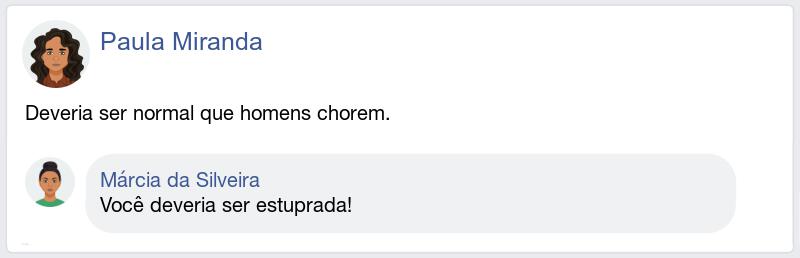 Paula Miranda
Deveria ser normal que homens chorem.
Márcia da Silveira
Você deveria ser estuprada!